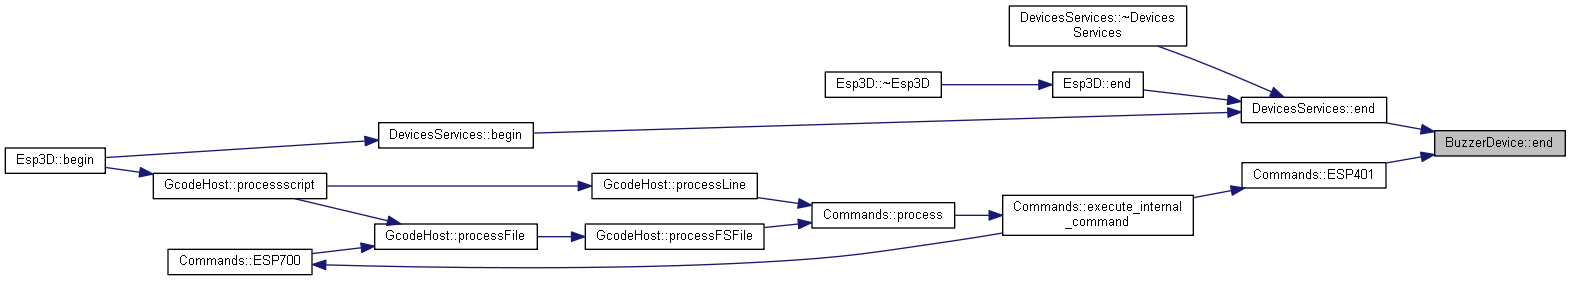 DevicesServices::~Devices
Services
Esp3D::~Esp3D
Esp3D::end
DevicesServices::end
DevicesServices::begin
BuzzerDevice::end
Esp3D::begin
Commands::ESP401
GcodeHost::processscript
GcodeHost::processLine
Commands::execute_internal
_command
Commands::process
GcodeHost::processFile
GcodeHost::processFSFile
Commands::ESP700